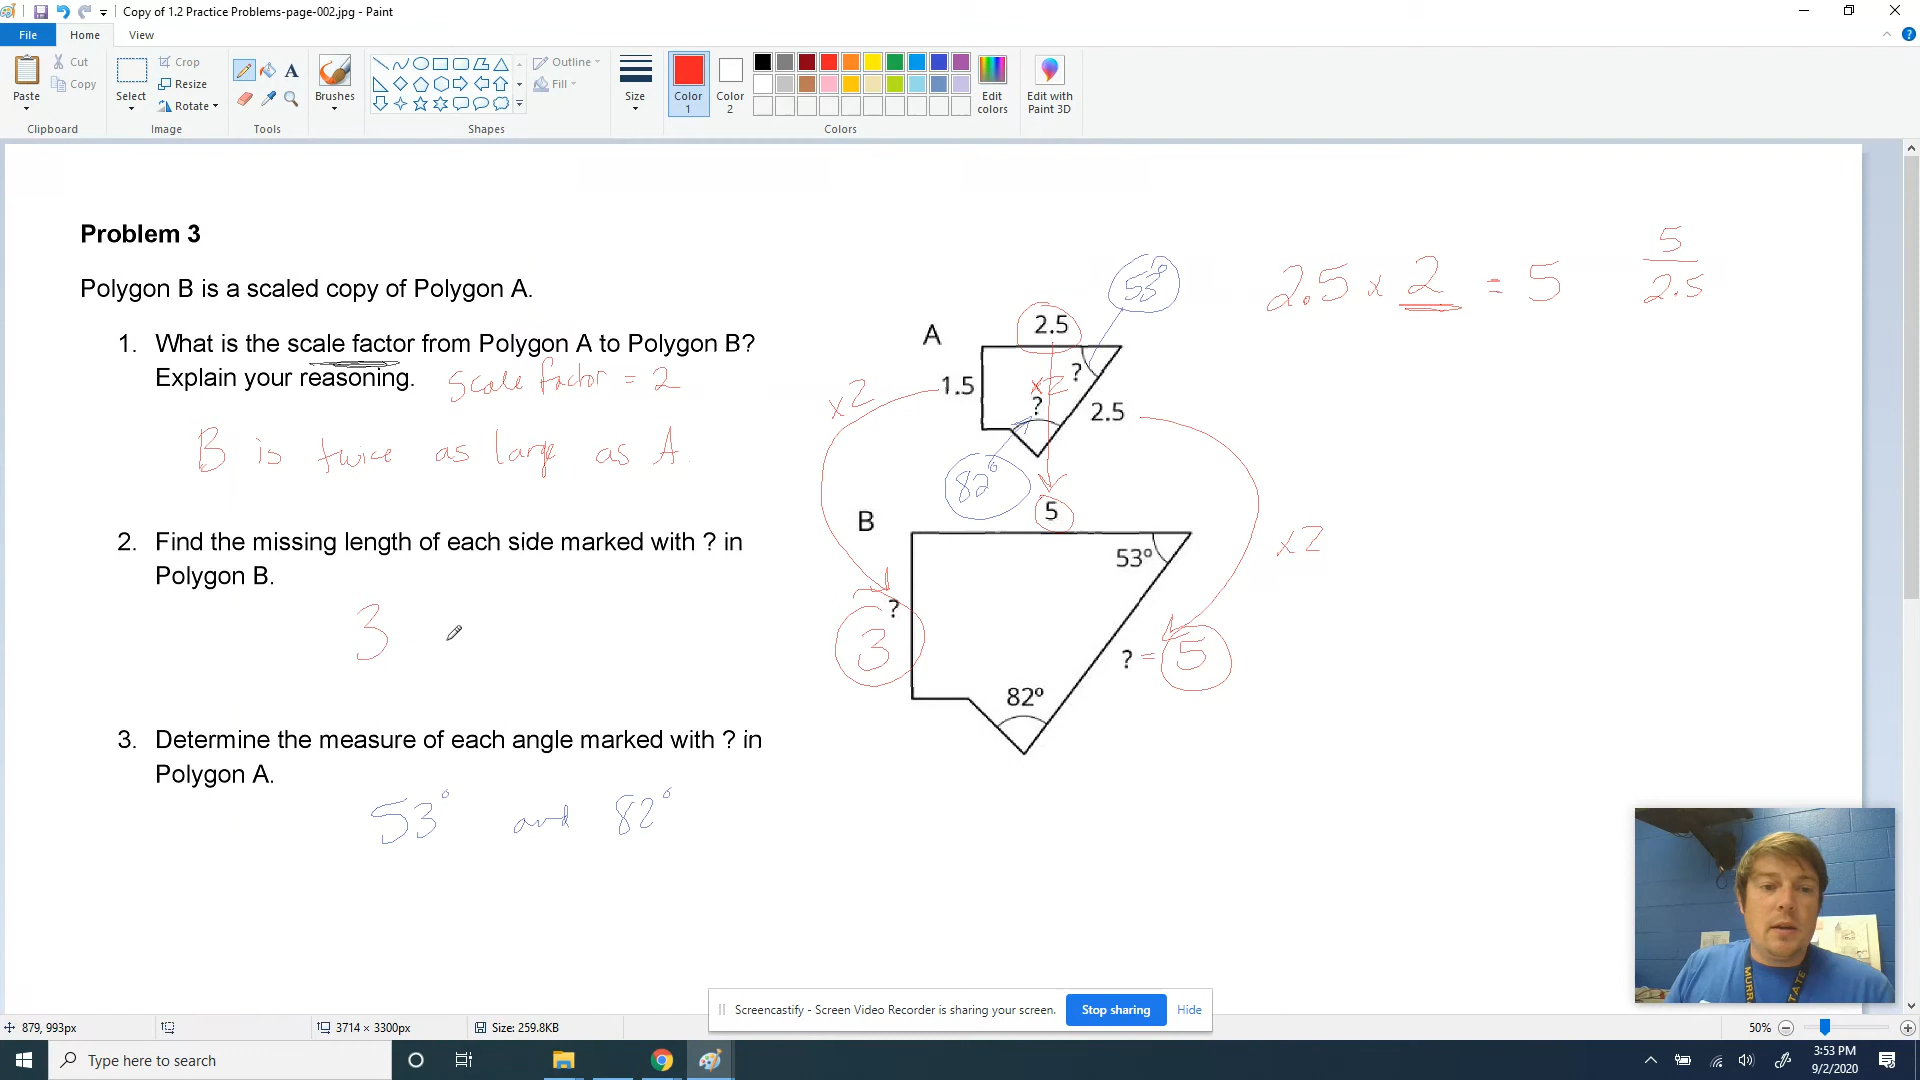 Copy of 1.2 Practice Problems-page-002.jpg - Paint
File Home View
Paste
Cut
Copy
Clipboard
Select
Crop
Resize
Rotate
Image
Tools
Brushes
Shapes
Outline
Fill
Size
Color 1
Color 2
Colors
Edit colors
Edit with Paint 3D
Problem 3
Polygon B is a scaled copy of Polygon A.
1. What is the scale factor from Polygon A to Polygon B?
Explain your reasoning. Scale factor = 2
B is twice as large as A.
2. Find the missing length of each side marked with ? in
Polygon B.
3
3. Determine the measure of each angle marked with ? in
Polygon A.
53° and 82°
A
2.5
53°
1.5
?
x2
?
2.5
x2
82°
B
5
53º
x2
?
3
? = 5
82º
2.5 x 2 = 5
5
2.5
MURR
TATE
Screencastify - Screen Video Recorder is sharing your screen. Stop sharing Hide
879, 993px
3714 × 3300px
Size: 259.8KB
50%
Type here to search
3:53 PM
9/2/2020